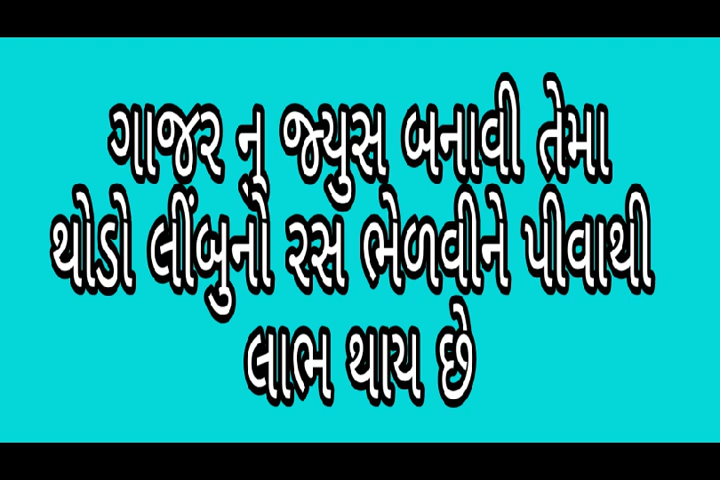 ગાજર નુ જ્યુસ બનાવી તેમા
થોડો લીંબુનો રસ ભેળવીને પીવાથી
લાભ થાય છે